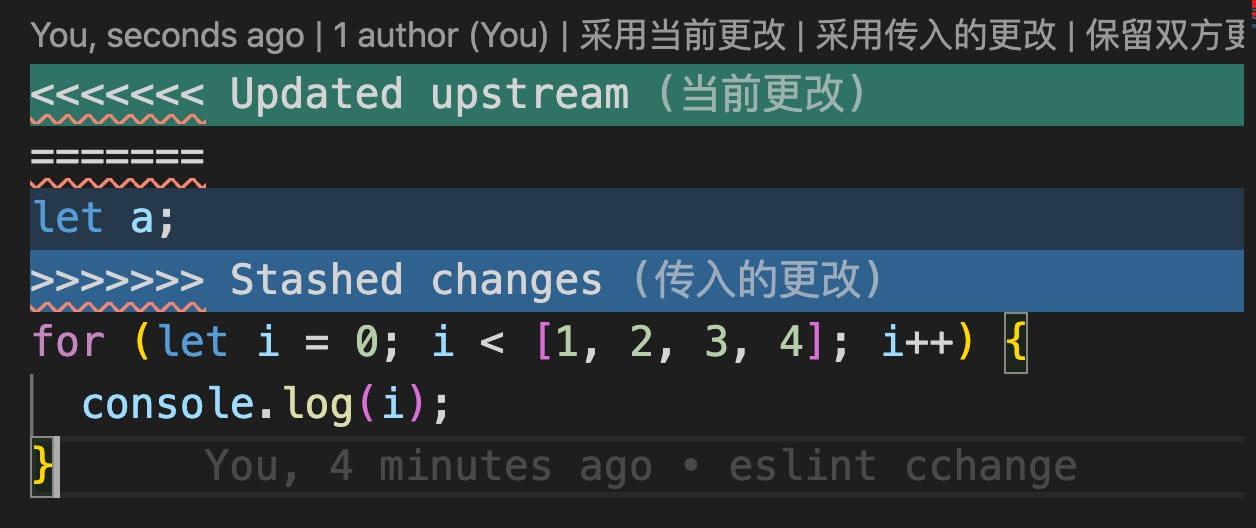 You, seconds ago | 1 author (You) | 采用当前更改 | 采用传入的更改 | 保留双方更
<<<<<<< Updated upstream (当前更改)
=======
let a;
>>>>>>> Stashed changes (传入的更改)
for (let i = 0; i < [1, 2, 3, 4]; i++) {
  console.log(i);
}     You, 4 minutes ago • eslint cchange